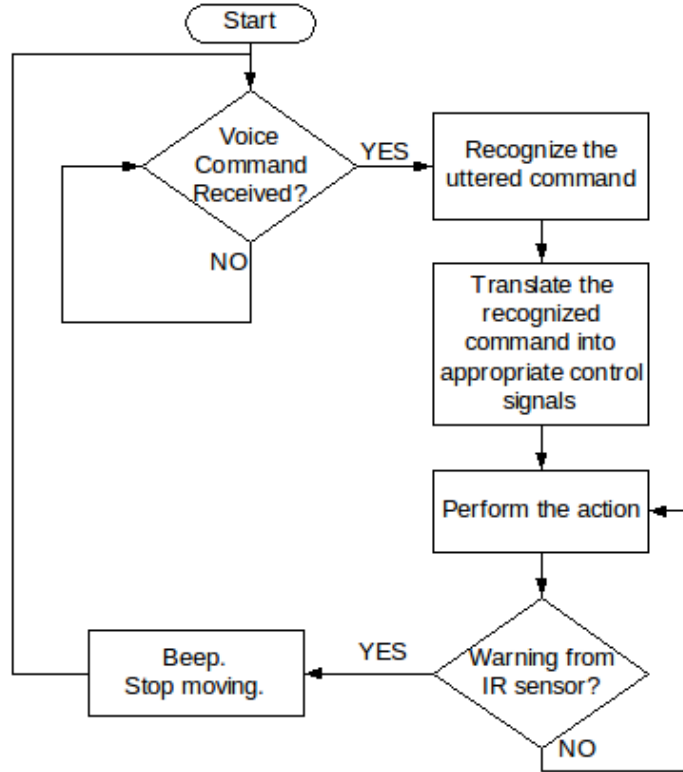 Start
Voice
Command
Received?
YES
NO
Recognize the
uttered command
Translate the
recognized
command into
appropriate control
signals
Perform the action
Warning from
IR sensor?
YES
NO
Beep.
Stop moving.